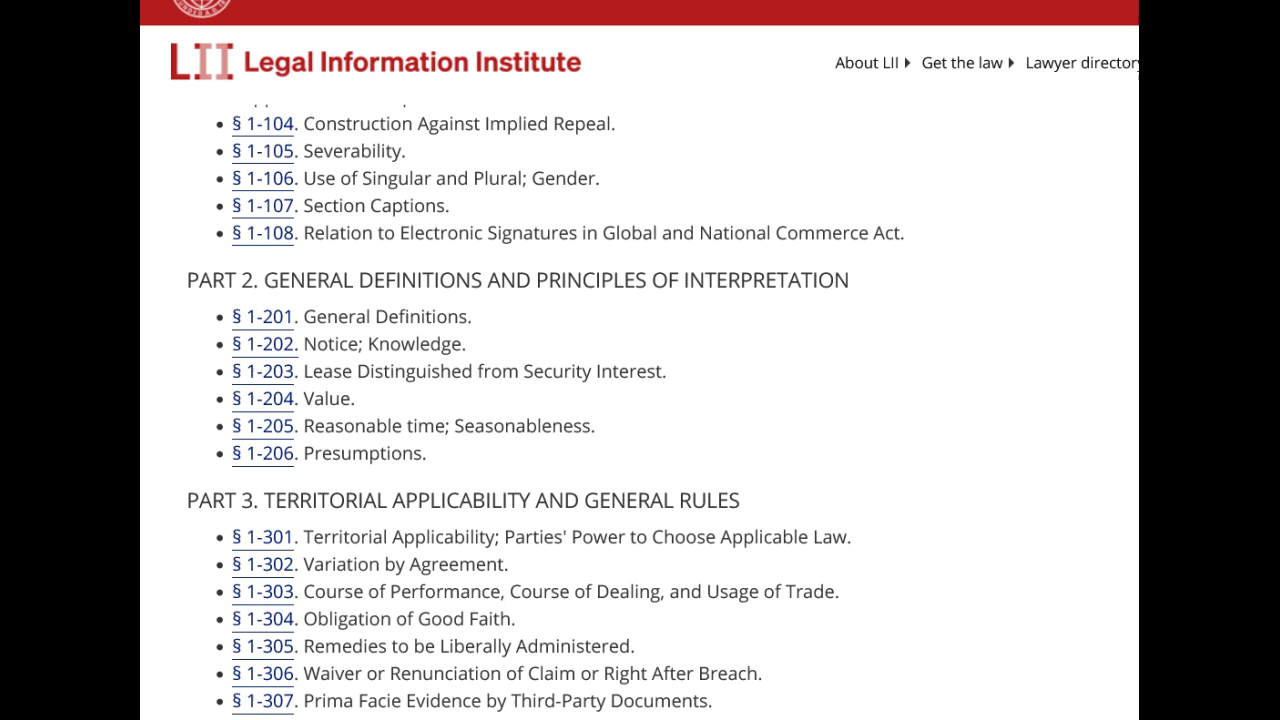 LII Legal Information Institute
About LII Get the law Lawyer directory
• § 1-104. Construction Against Implied Repeal.
• § 1-105. Severability.
• § 1-106. Use of Singular and Plural; Gender.
• § 1-107. Section Captions.
• § 1-108. Relation to Electronic Signatures in Global and National Commerce Act.
PART 2. GENERAL DEFINITIONS AND PRINCIPLES OF INTERPRETATION
• § 1-201. General Definitions.
• § 1-202. Notice; Knowledge.
• § 1-203. Lease Distinguished from Security Interest.
• § 1-204. Value.
• § 1-205. Reasonable time; Seasonableness.
• § 1-206. Presumptions.
PART 3. TERRITORIAL APPLICABILITY AND GENERAL RULES
• § 1-301. Territorial Applicability; Parties' Power to Choose Applicable Law.
• § 1-302. Variation by Agreement.
• § 1-303. Course of Performance, Course of Dealing, and Usage of Trade.
• § 1-304. Obligation of Good Faith.
• § 1-305. Remedies to be Liberally Administered.
• § 1-306. Waiver or Renunciation of Claim or Right After Breach.
• § 1-307. Prima Facie Evidence by Third-Party Documents.